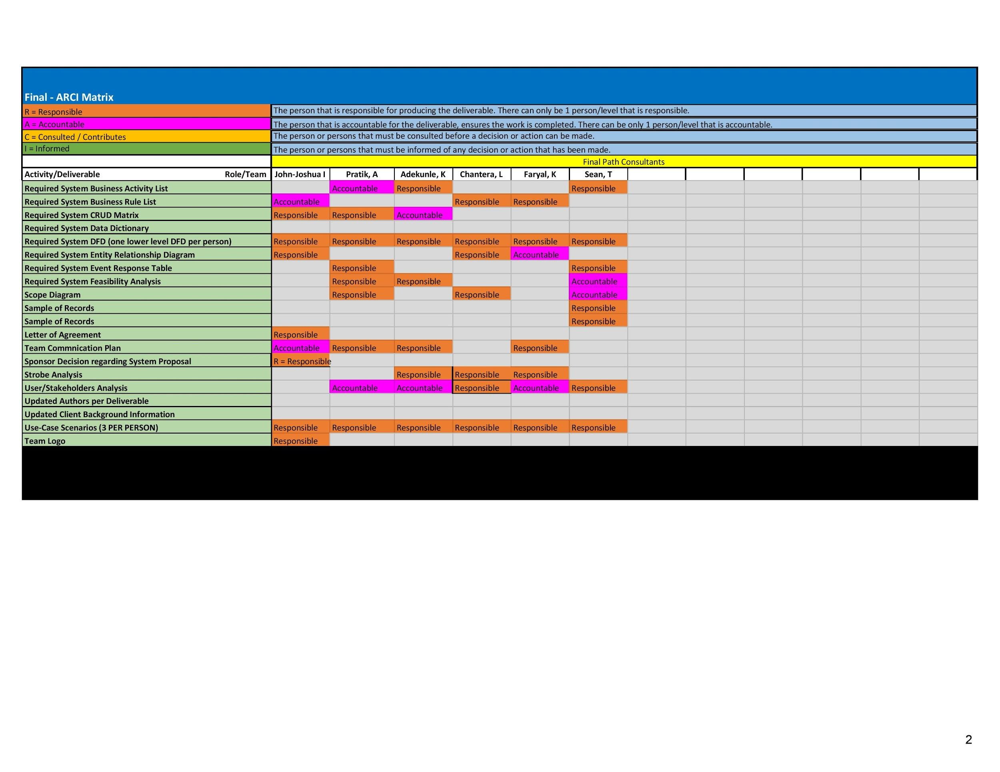 Final - ARCI Matrix
R = Responsible The person that is responsible for producing the deliverable. There can only be 1 person/level that is responsible.
A = Accountable The person that is accountable for the deliverable, ensures the work is completed. There can be only 1 person/level that is accountable.
C = Consulted / Contributes The person or persons that must be consulted before a decision or action can be made.
I = Informed The person or persons that must be informed of any decision or action that has been made.
Final Path Consultants
Activity/Deliverable Role/Team John-Joshua I Pratik, A Adekunle, K Chantera, L Faryal, K Sean, T
Required System Business Activity List Accountable Responsible Responsible
Required System Business Rule List Accountable Responsible Responsible
Required System CRUD Matrix Responsible Responsible Accountable
Required System Data Dictionary
Required System DFD (one lower level DFD per person) Responsible Responsible Responsible Responsible Responsible Responsible
Required System Entity Relationship Diagram Responsible Responsible Accountable
Required System Event Response Table Responsible Responsible
Required System Feasibility Analysis Responsible Responsible Accountable
Scope Diagram Responsible Responsible Accountable
Sample of Records Responsible
Sample of Records Responsible
Letter of Agreement Responsible
Team Commnication Plan Accountable Responsible Responsible Responsible
Sponsor Decision regarding System Proposal R = Responsible
Strobe Analysis Responsible Responsible Responsible
User/Stakeholders Analysis Accountable Accountable Responsible Accountable Responsible
Updated Authors per Deliverable
Updated Client Background Information
Use-Case Scenarios (3 PER PERSON) Responsible Responsible Responsible Responsible Responsible Responsible
Team Logo Responsible
2